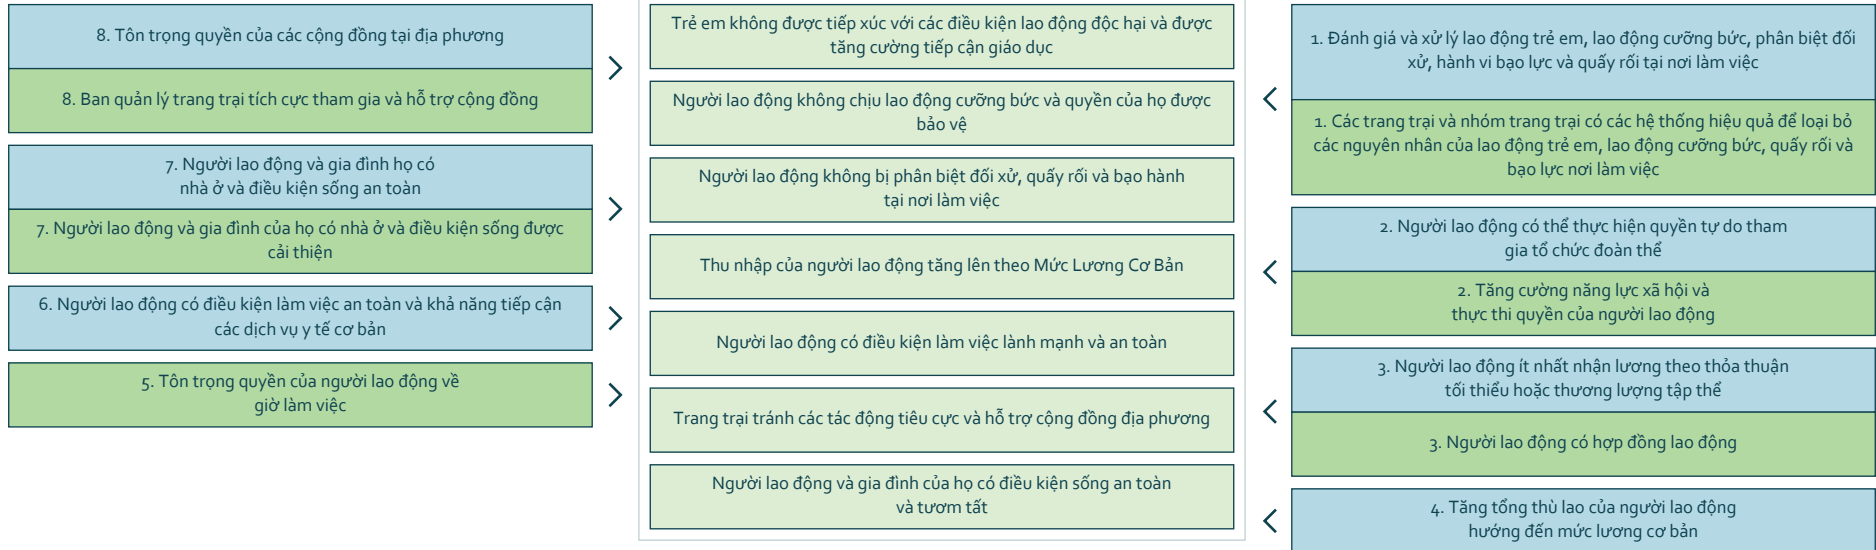 8. Tôn trọng quyền của các cộng đồng tại địa phương
8. Ban quản lý trang trại tích cực tham gia và hỗ trợ cộng đồng
7. Người lao động và gia đình họ có
nhà ở và điều kiện sống an toàn
7. Người lao động và gia đình của họ có nhà ở và điều kiện sống được
cải thiện
6. Người lao động có điều kiện làm việc an toàn và khả năng tiếp cận
các dịch vụ y tế cơ bản
5. Tôn trọng quyền của người lao động về
giờ làm việc
Trẻ em không được tiếp xúc với các điều kiện lao động độc hại và được
tăng cường tiếp cận giáo dục
Người lao động không chịu lao động cưỡng bức và quyền của họ được
bảo vệ
Người lao động không bị phân biệt đối xử, quấy rối và bạo hành
tại nơi làm việc
Thu nhập của người lao động tăng lên theo Mức Lương Cơ Bản
Người lao động có điều kiện làm việc lành mạnh và an toàn
Trang trại tránh các tác động tiêu cực và hỗ trợ cộng đồng địa phương
Người lao động và gia đình của họ có điều kiện sống an toàn
và tươm tất
1. Đánh giá và xử lý lao động trẻ em, lao động cưỡng bức, phân biệt đối
xử, hành vi bạo lực và quấy rối tại nơi làm việc
1. Các trang trại và nhóm trang trại có các hệ thống hiệu quả để loại bỏ
các nguyên nhân của lao động trẻ em, lao động cưỡng bức, quấy rối và
bạo lực nơi làm việc
2. Người lao động có thể thực hiện quyền tự do tham
gia tổ chức đoàn thể
2. Tăng cường năng lực xã hội và
thực thi quyền của người lao động
3. Người lao động ít nhất nhận lương theo thỏa thuận
tối thiểu hoặc thương lượng tập thể
3. Người lao động có hợp đồng lao động
4. Tăng tổng thù lao của người lao động
hướng đến mức lương cơ bản